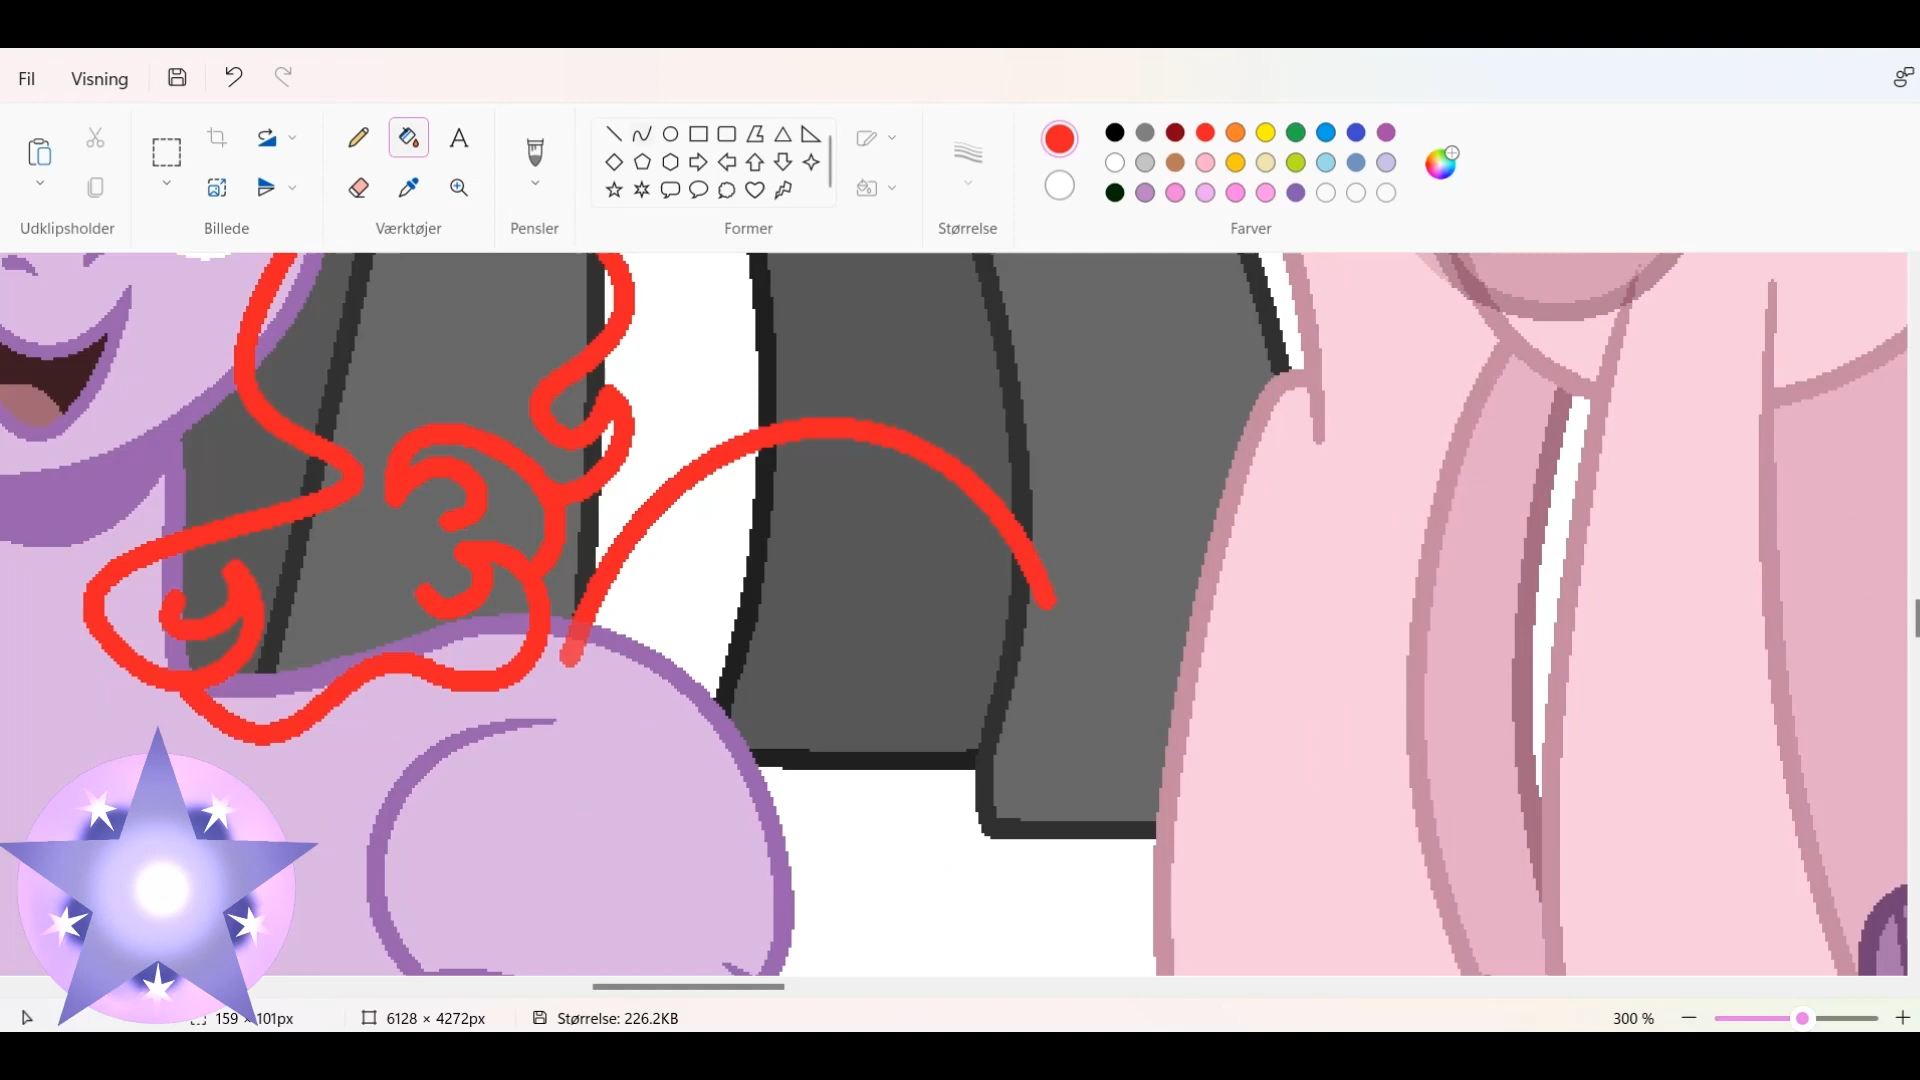 Fil Visning
Udklipsholder Billede Værktøjer Pensler Former Størrelse Farver
159 × 101px 6128 × 4272px Størrelse: 226.2KB 300 %